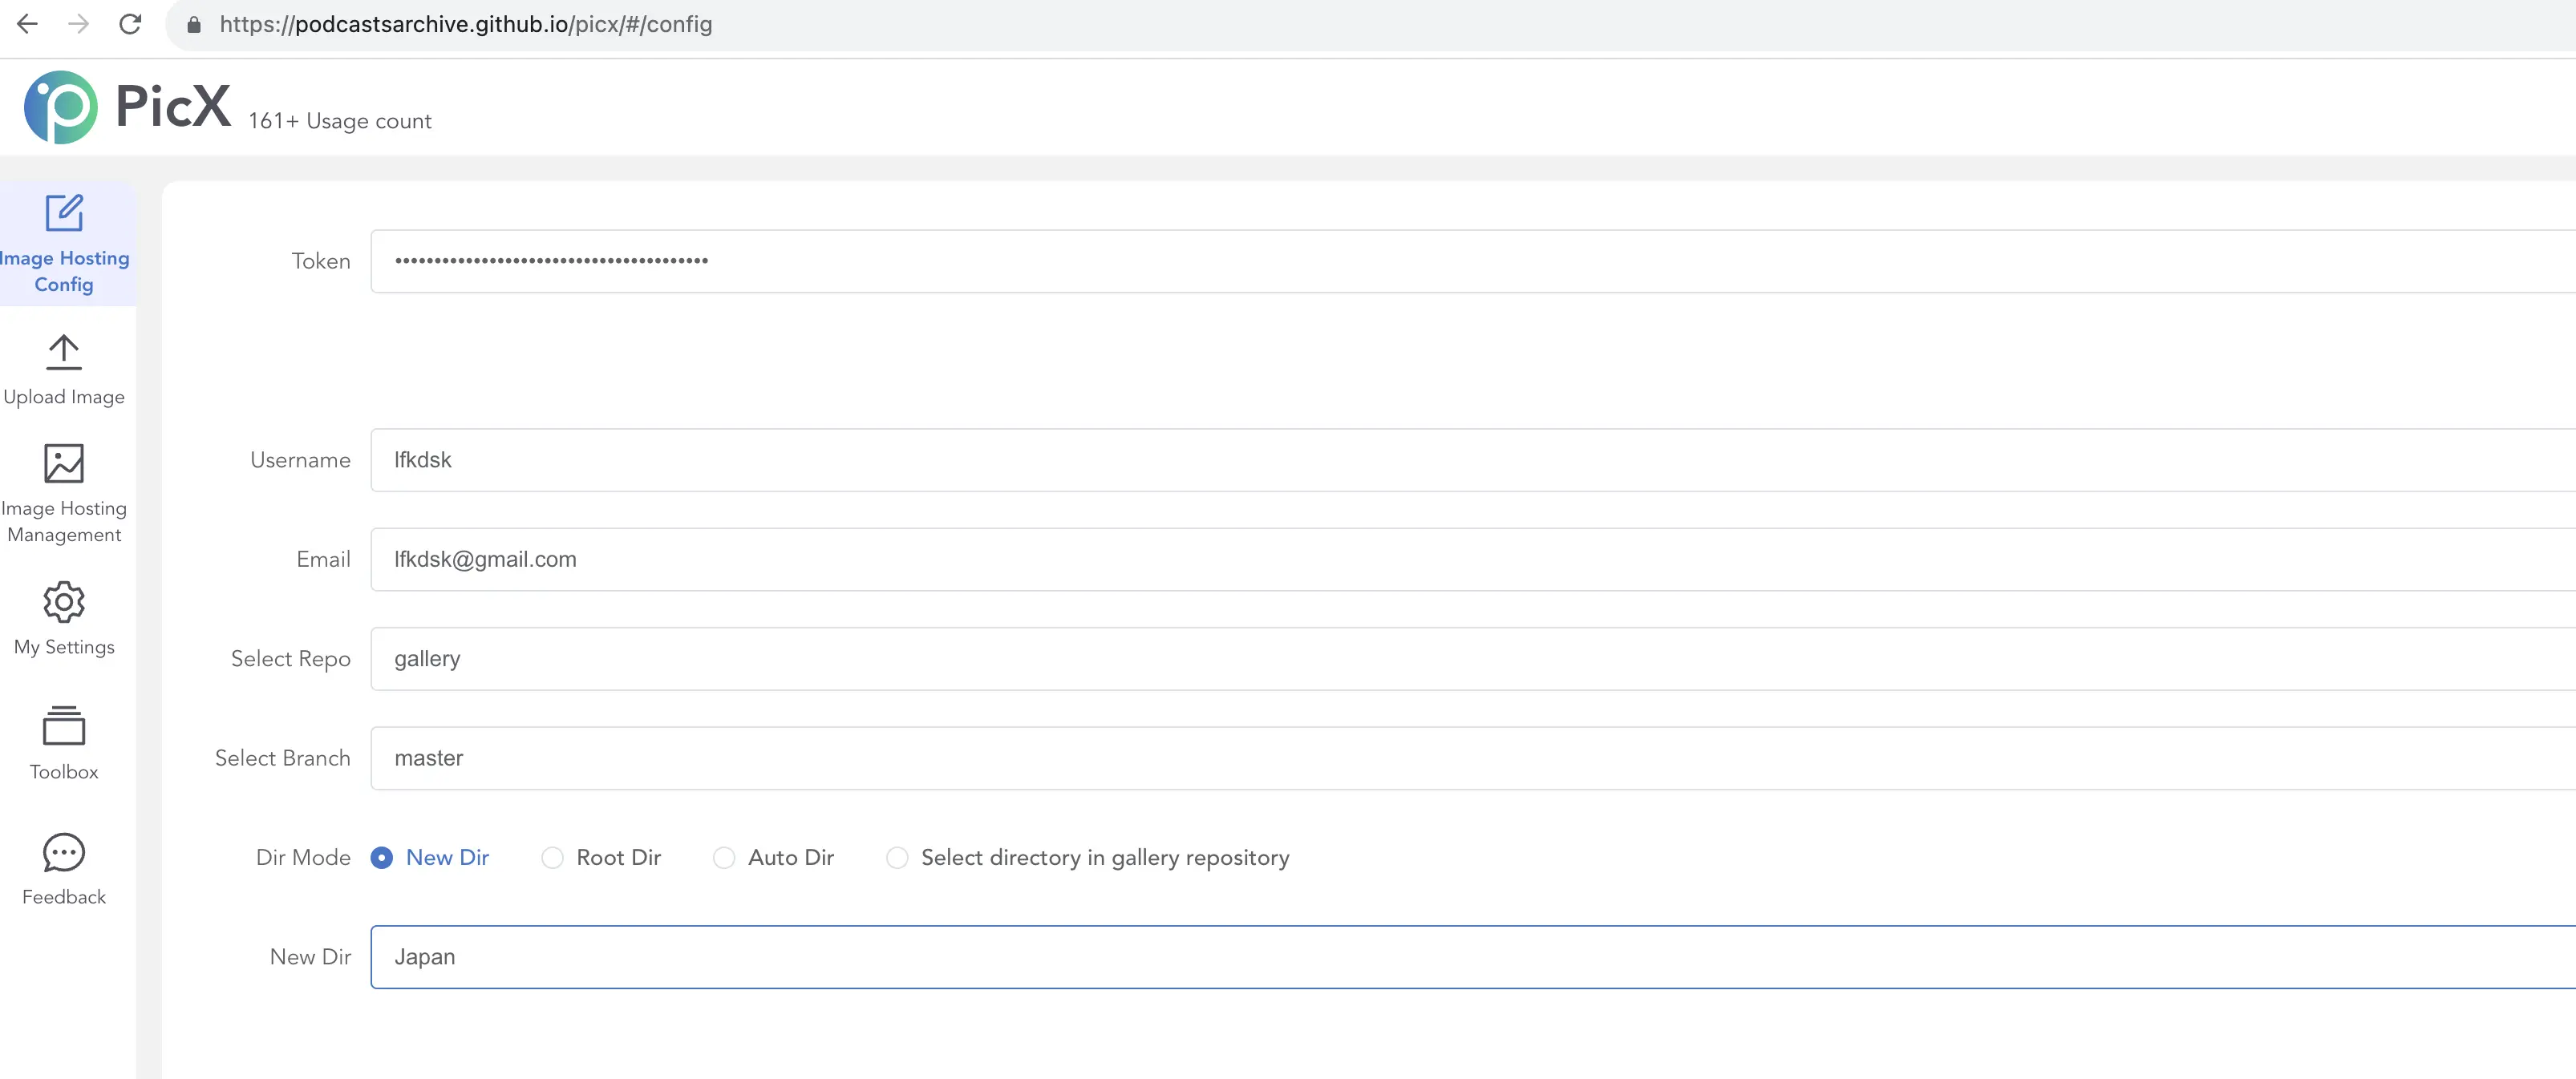 https://podcastsarchive.github.io/picx/#/config
PicX 161+ Usage count
Image Hosting
Config
Upload Image
Image Hosting
Management
My Settings
Toolbox
Feedback
Token ••••••••••••••••••••••••••••••••••••••••
Username lfkdsk
Email lfkdsk@gmail.com
Select Repo gallery
Select Branch master
Dir Mode New Dir Root Dir Auto Dir Select directory in gallery repository
New Dir Japan